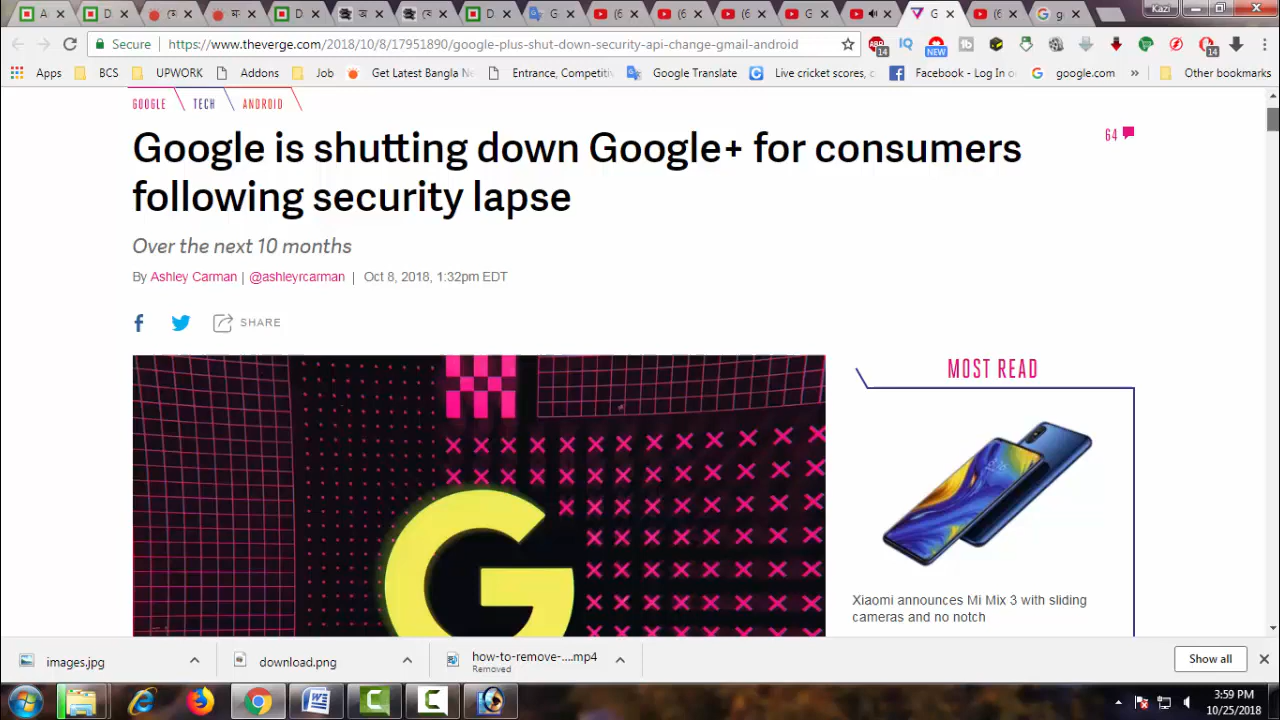 Kazi
Secure
https://www.theverge.com/2018/10/8/17951890/google-plus-shut-down-security-api-change-gmail-android
Apps
BCS
UPWORK
Addons
Job
Get Latest Bangla Ne
Entrance, Competitiv
Google Translate
Live cricket scores, c
Facebook - Log In o
google.com
»
Other bookmarks
GOOGLE
TECH
ANDROID
Google is shutting down Google+ for consumers
following security lapse
64
Over the next 10 months
By Ashley Carman | @ashleyrcarman | Oct 8, 2018, 1:32pm EDT
SHARE
MOST READ
G
Xiaomi announces Mi Mix 3 with sliding
cameras and no notch
images.jpg
download.png
how-to-remove-....mp4
Removed
Show all
3:59 PM
10/25/2018